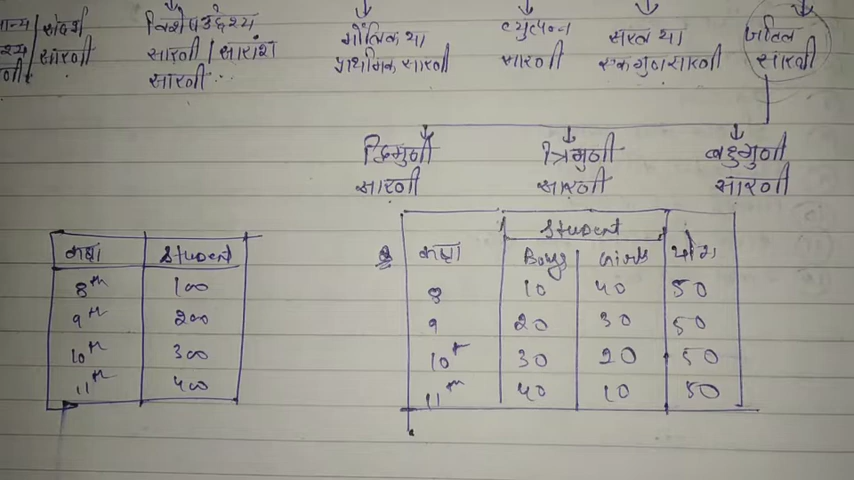 संदर्भ
सारणी
विशेष उद्देश्य
सारणी / सारांश
सारणी
मौलिक या
प्राथमिक सारणी
व्युत्पन्न
सारणी
सरल या
एकगुण सारणी
जटिल
सारणी
द्विगुणी
सारणी
त्रिगुणी
सारणी
बहुगुणी
सारणी
कक्षा Student
8th 100
9th 200
10th 300
11th 400
Student
कक्षा Boys Girls योग
8 10 40 50
9 20 30 50
10th 30 20 50
11th 40 10 50